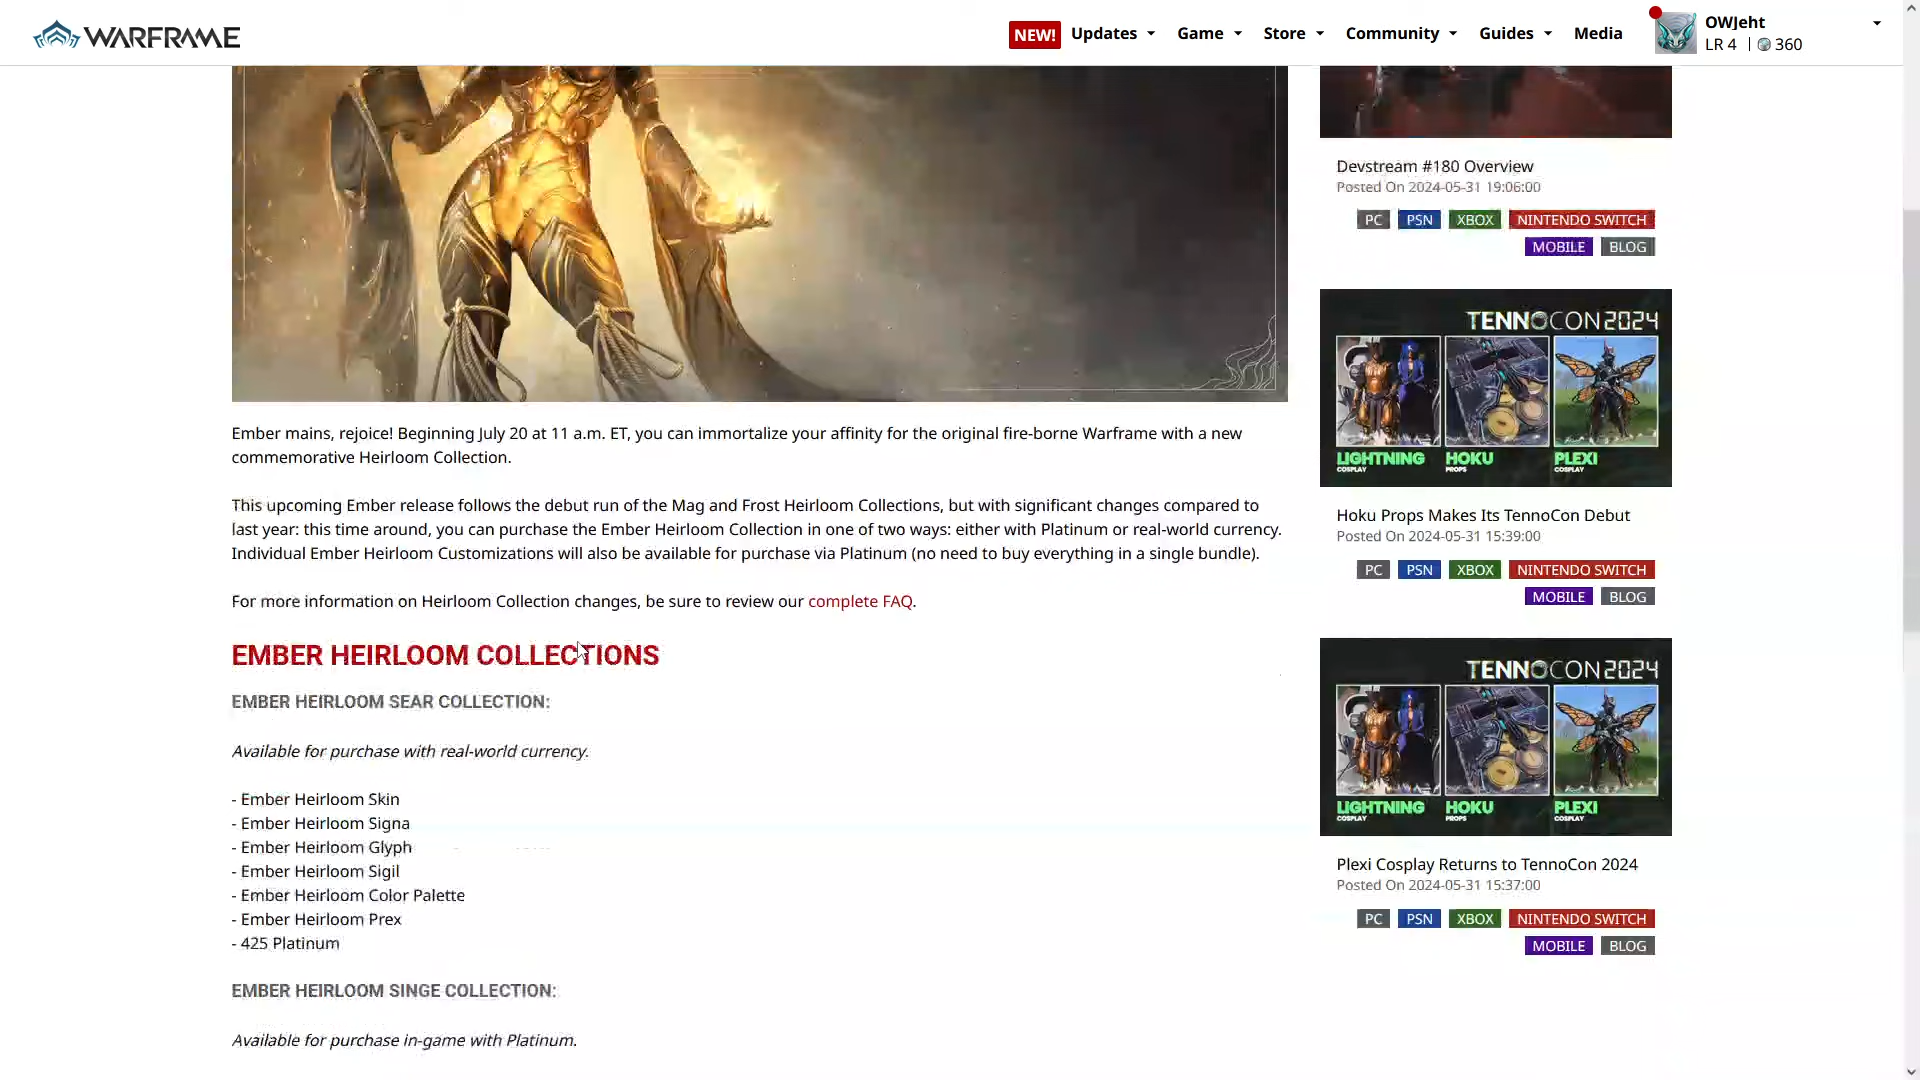 WARFRAME
NEW! Updates Game Store Community Guides Media
OWJeht
LR 4 | 360
Ember mains, rejoice! Beginning July 20 at 11 a.m. ET, you can immortalize your affinity for the original fire-borne Warframe with a new
commemorative Heirloom Collection.
This upcoming Ember release follows the debut run of the Mag and Frost Heirloom Collections, but with significant changes compared to
last year: this time around, you can purchase the Ember Heirloom Collection in one of two ways: either with Platinum or real-world currency.
Individual Ember Heirloom Customizations will also be available for purchase via Platinum (no need to buy everything in a single bundle).
For more information on Heirloom Collection changes, be sure to review our complete FAQ.
EMBER HEIRLOOM COLLECTIONS
EMBER HEIRLOOM SEAR COLLECTION:
Available for purchase with real-world currency.
- Ember Heirloom Skin
- Ember Heirloom Signa
- Ember Heirloom Glyph
- Ember Heirloom Sigil
- Ember Heirloom Color Palette
- Ember Heirloom Prex
- 425 Platinum
EMBER HEIRLOOM SINGE COLLECTION:
Available for purchase in-game with Platinum.
Devstream #180 Overview
Posted On 2024-05-31 19:06:00
PC PSN XBOX NINTENDO SWITCH
MOBILE BLOG
TENNOCON 2024
LIGHTNING HOKU PLEXI
COSPLAY PROPS COSPLAY
Hoku Props Makes Its TennoCon Debut
Posted On 2024-05-31 15:39:00
PC PSN XBOX NINTENDO SWITCH
MOBILE BLOG
TENNOCON 2024
LIGHTNING HOKU PLEXI
COSPLAY PROPS COSPLAY
Plexi Cosplay Returns to TennoCon 2024
Posted On 2024-05-31 15:37:00
PC PSN XBOX NINTENDO SWITCH
MOBILE BLOG